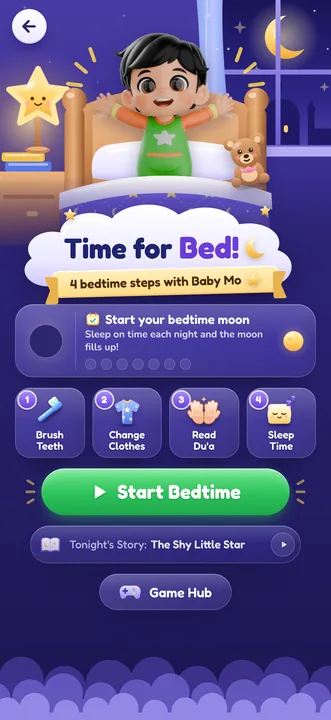 Time for Bed!
4 bedtime steps with Baby Mo
Start your bedtime moon
Sleep on time each night and the moon
fills up!
1
Brush
Teeth
2
Change
Clothes
3
Read
Du'a
4
Sleep
Time
Start Bedtime
Tonight's Story: The Shy Little Star
Game Hub